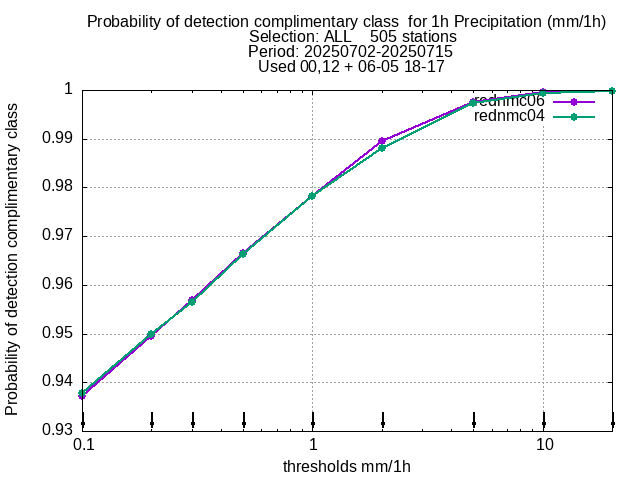 Probability of detection complimentary class  for 1h Precipitation (mm/1h)
Selection: ALL    505 stations
Period: 20250702-20250715
Used 00,12 + 06-05 18-17
Probability of detection complimentary class
1
0.99
0.98
0.97
0.96
0.95
0.94
0.93
rednmc06
rednmc04
0.1
1
10
thresholds mm/1h